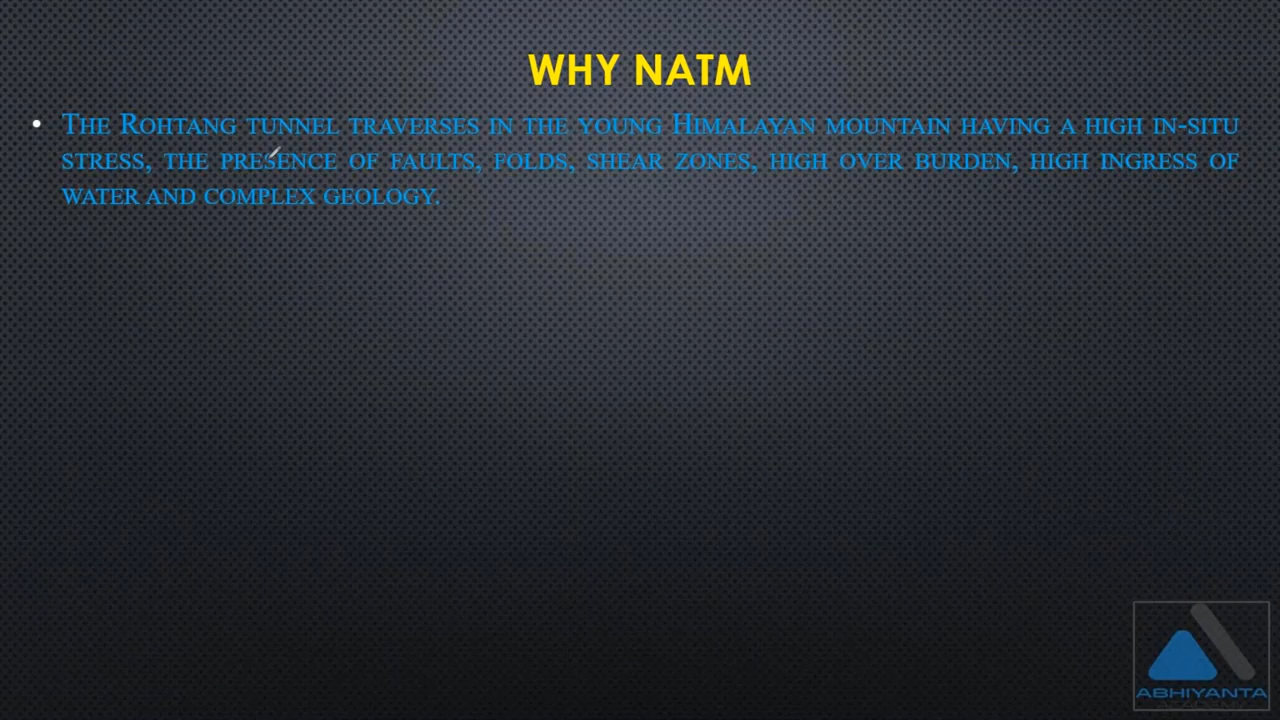 WHY NATM
• The Rohtang tunnel traverses in the young Himalayan mountain having a high in-situ
stress, the presence of faults, folds, shear zones, high over burden, high ingress of
water and complex geology.
ABHIYANTA
ACADEMY